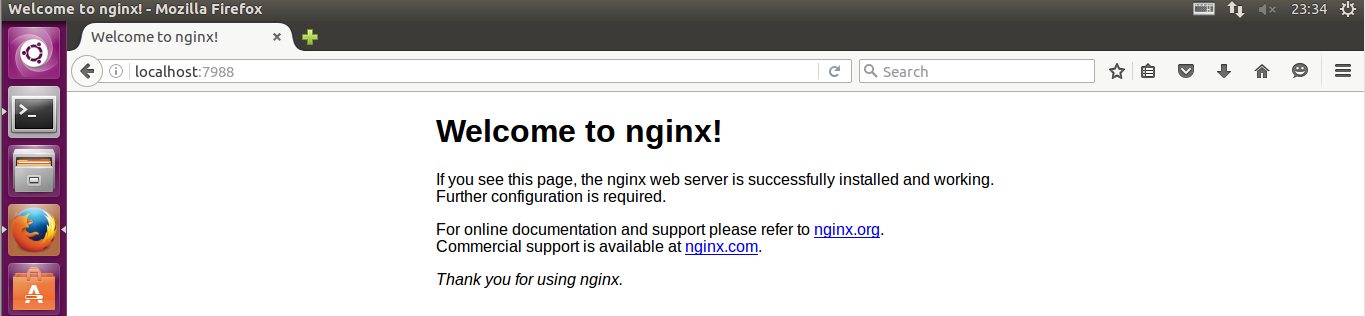 Welcome to nginx! - Mozilla Firefox
23:34
Welcome to nginx!
localhost:7988
Search
Welcome to nginx!
If you see this page, the nginx web server is successfully installed and working.
Further configuration is required.
For online documentation and support please refer to nginx.org.
Commercial support is available at nginx.com.
Thank you for using nginx.